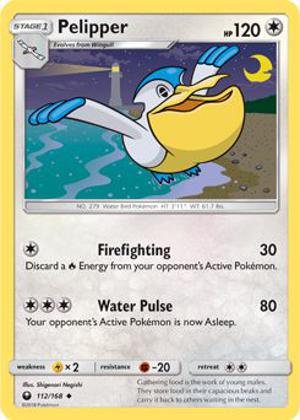 STAGE 1
Pelipper
HP 120
Evolves from Wingull
NO. 279 Water Bird Pokémon HT 3'11" WT 61.7 lbs.
Firefighting 30
Discard a Energy from your opponent's Active Pokémon.
Water Pulse 80
Your opponent's Active Pokémon is now Asleep.
weakness ×2 resistance -20 retreat
Illus. Shigenori Negishi
112/168
©2018 Pokémon
Gathering food is the work of young males.
They store food in their capacious beaks and
carry it back to others waiting in the nest.